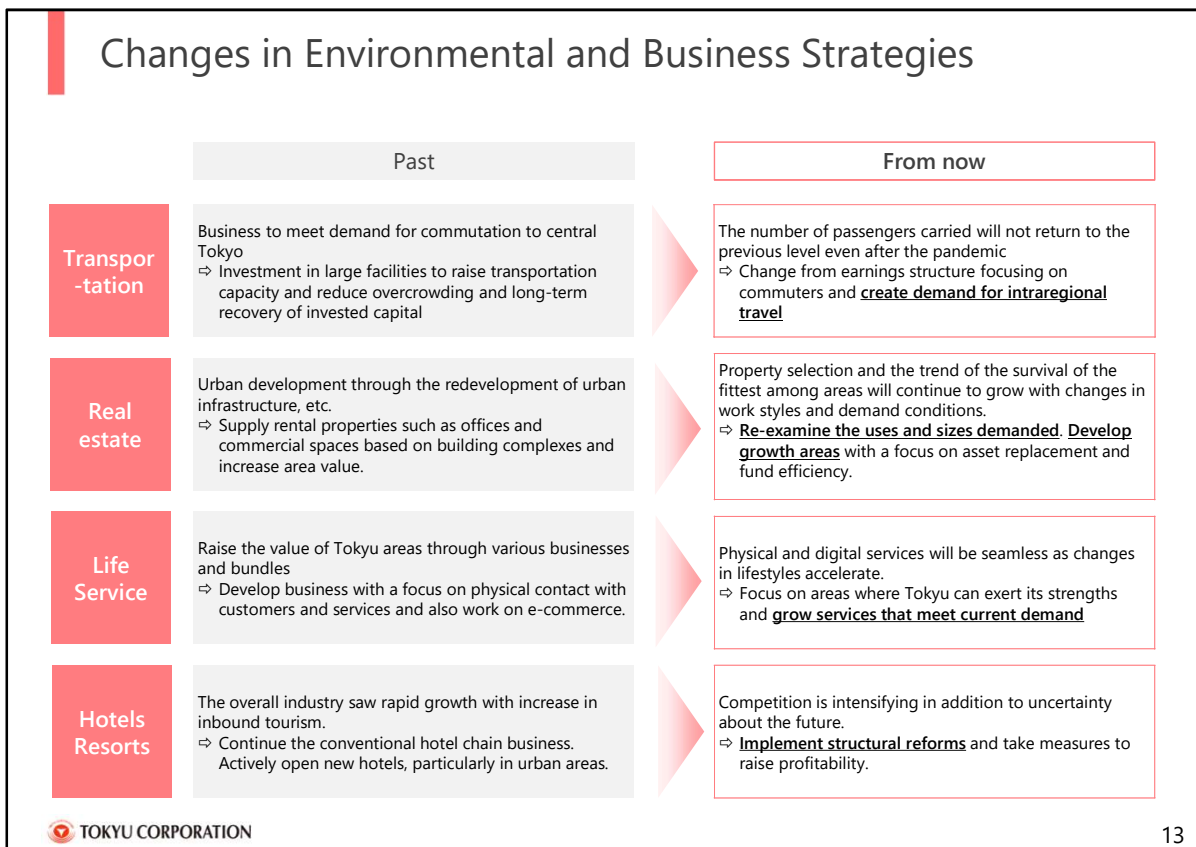 Changes in Environmental and Business Strategies
Past
From now
Transpor
-tation
Business to meet demand for commutation to central
Tokyo
⇨ Investment in large facilities to raise transportation
capacity and reduce overcrowding and long-term
recovery of invested capital
The number of passengers carried will not return to the
previous level even after the pandemic
⇨ Change from earnings structure focusing on
commuters and create demand for intraregional
travel
Real
estate
Urban development through the redevelopment of urban
infrastructure, etc.
⇨ Supply rental properties such as offices and
commercial spaces based on building complexes and
increase area value.
Property selection and the trend of the survival of the
fittest among areas will continue to grow with changes in
work styles and demand conditions.
⇨ Re-examine the uses and sizes demanded. Develop
growth areas with a focus on asset replacement and
fund efficiency.
Life
Service
Raise the value of Tokyu areas through various businesses
and bundles
⇨ Develop business with a focus on physical contact with
customers and services and also work on e-commerce.
Physical and digital services will be seamless as changes
in lifestyles accelerate.
⇨ Focus on areas where Tokyu can exert its strengths
and grow services that meet current demand
Hotels
Resorts
The overall industry saw rapid growth with increase in
inbound tourism.
⇨ Continue the conventional hotel chain business.
Actively open new hotels, particularly in urban areas.
Competition is intensifying in addition to uncertainty
about the future.
⇨ Implement structural reforms and take measures to
raise profitability.
TOKYU CORPORATION
13